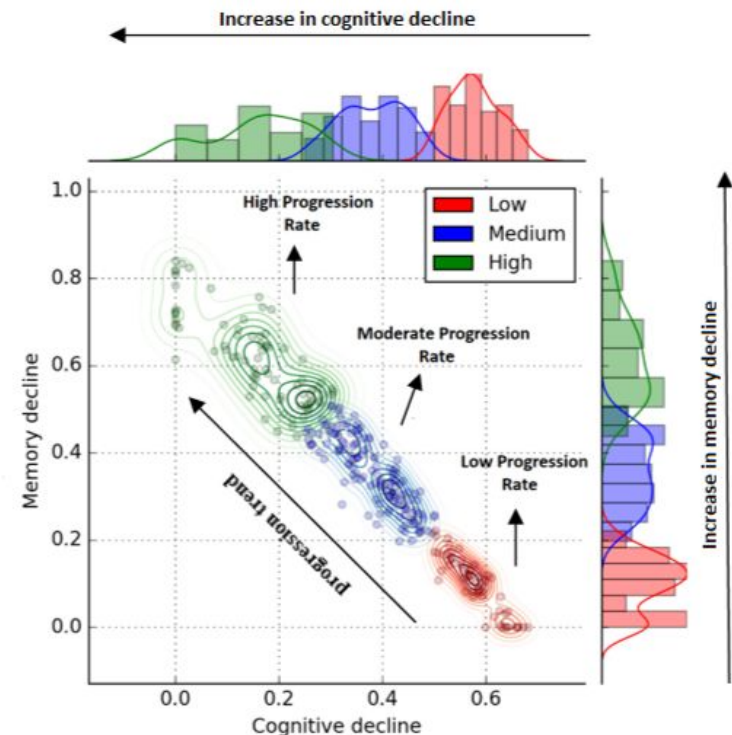 Increase in cognitive decline
High Progression
Rate
Low
Medium
High
Moderate Progression
Rate
Low Progression
Rate
progression trend
Memory decline
1.0
0.8
0.6
0.4
0.2
0.0
0.0 0.2 0.4 0.6
Cognitive decline
Increase in memory decline